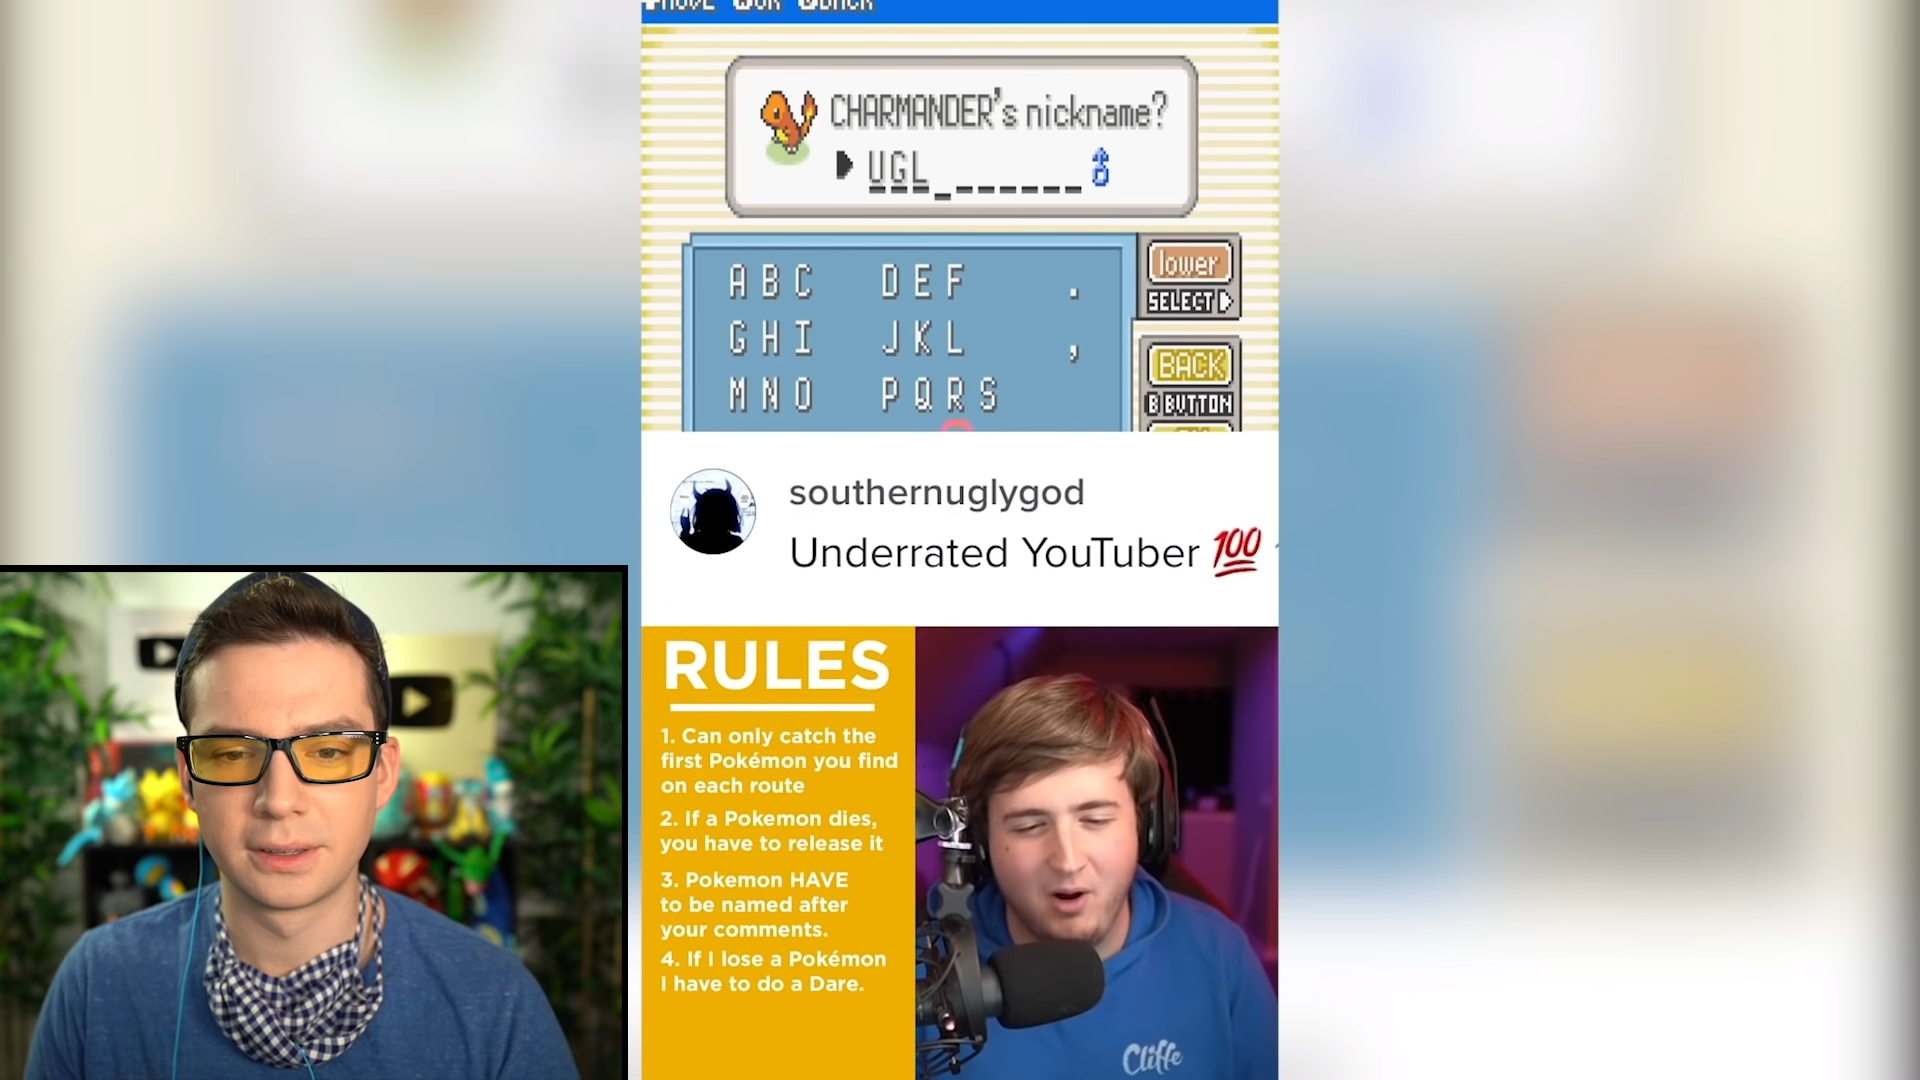 CHARMANDER's nickname?
UGL
A B C D E F .
G H I J K L ,
M N O P Q R S
lower
SELECT
BACK
B BUTTON
southernuglygod
Underrated YouTuber 💯
RULES
1. Can only catch the
first Pokémon you find
on each route
2. If a Pokemon dies,
you have to release it
3. Pokemon HAVE
to be named after
your comments.
4. If I lose a Pokémon
I have to do a Dare.
Cliffe